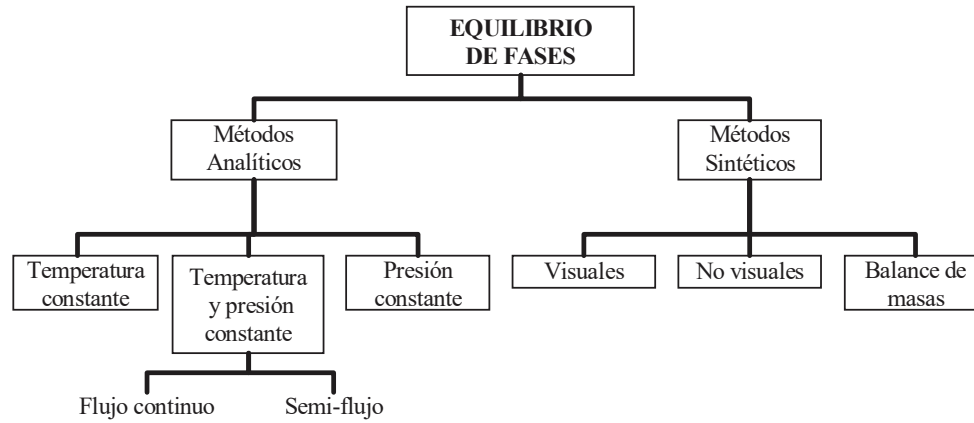 EQUILIBRIO
DE FASES
Métodos
Analíticos
Métodos
Sintéticos
Temperatura
constante
Temperatura
y presión
constante
Presión
constante
Visuales
No visuales
Balance de
masas
Flujo continuo
Semi-flujo